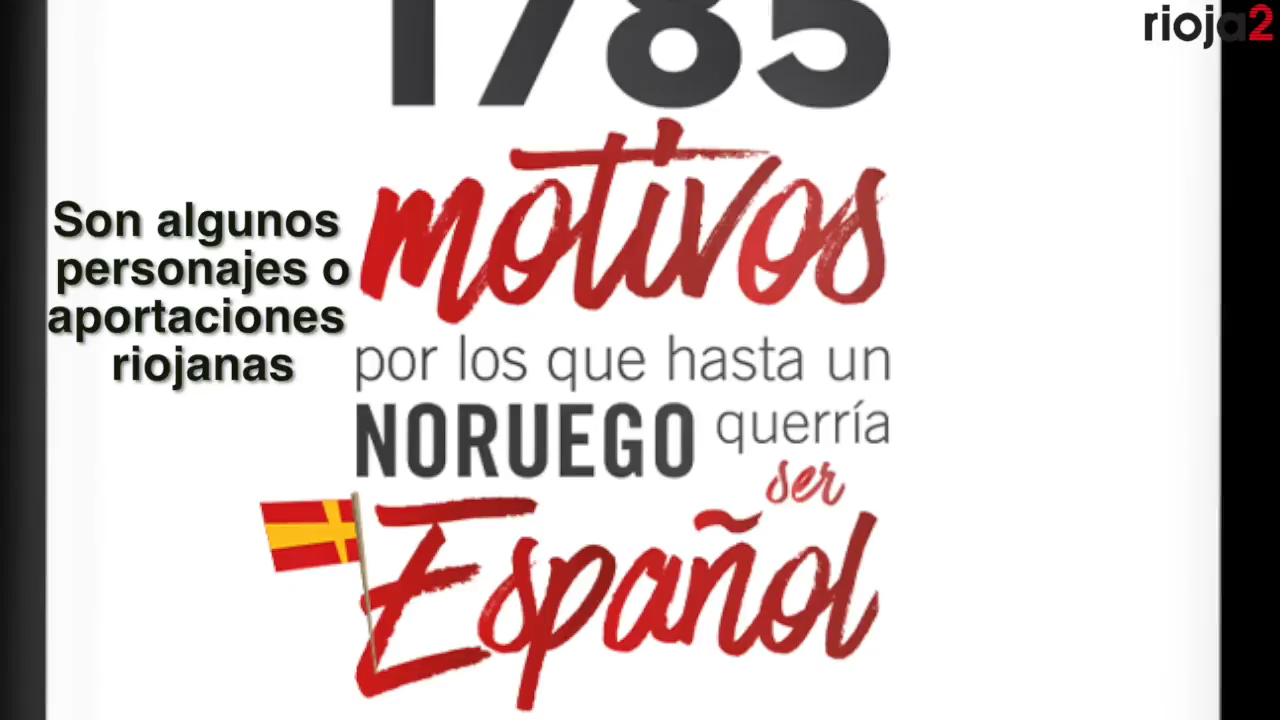 rioja2
1785
motivos
por los que hasta un
NORUEGO querría
ser
Español
Son algunos
personajes o
aportaciones
riojanas